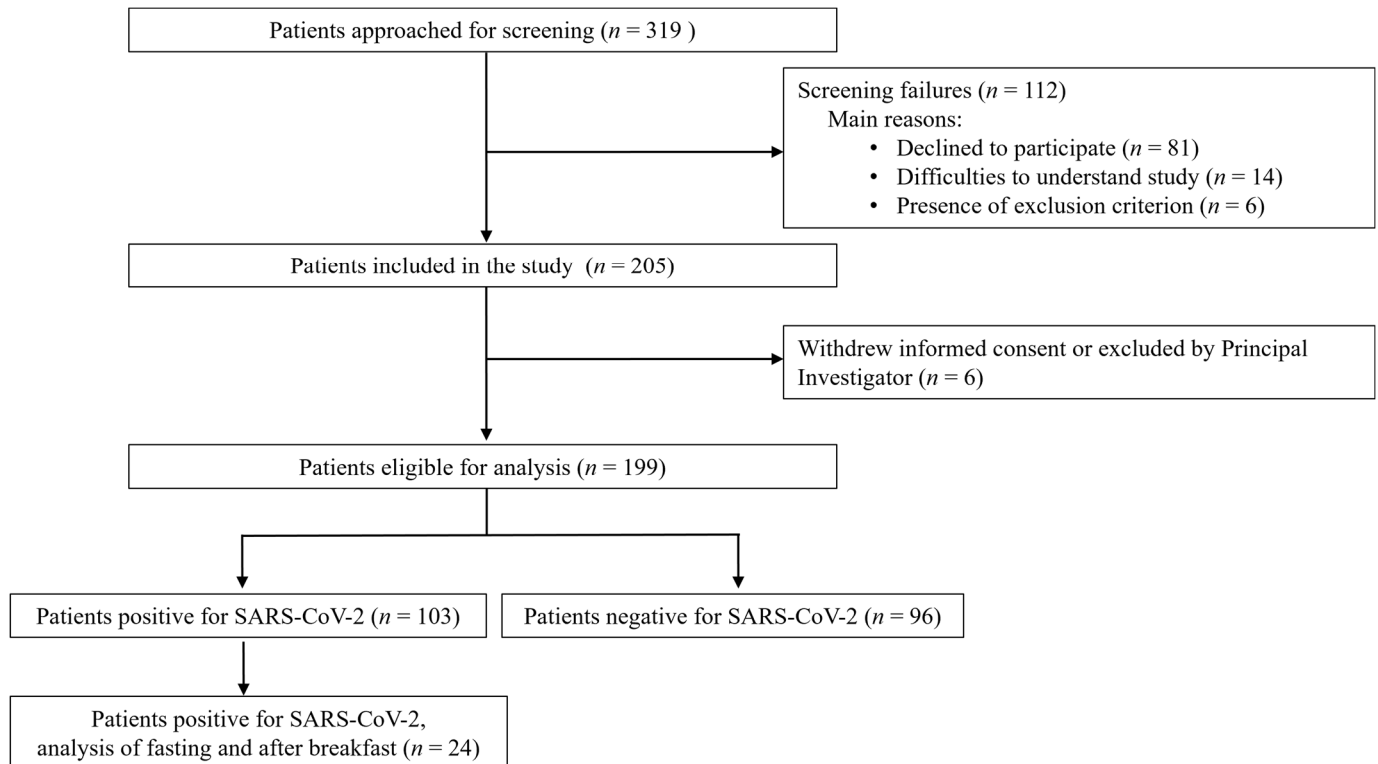 Patients approached for screening (n = 319 )
Screening failures (n = 112)
Main reasons:
• Declined to participate (n = 81)
• Difficulties to understand study (n = 14)
• Presence of exclusion criterion (n = 6)
Patients included in the study (n = 205)
Withdrew informed consent or excluded by Principal
Investigator (n = 6)
Patients eligible for analysis (n = 199)
Patients positive for SARS-CoV-2 (n = 103)
Patients negative for SARS-CoV-2 (n = 96)
Patients positive for SARS-CoV-2,
analysis of fasting and after breakfast (n = 24)